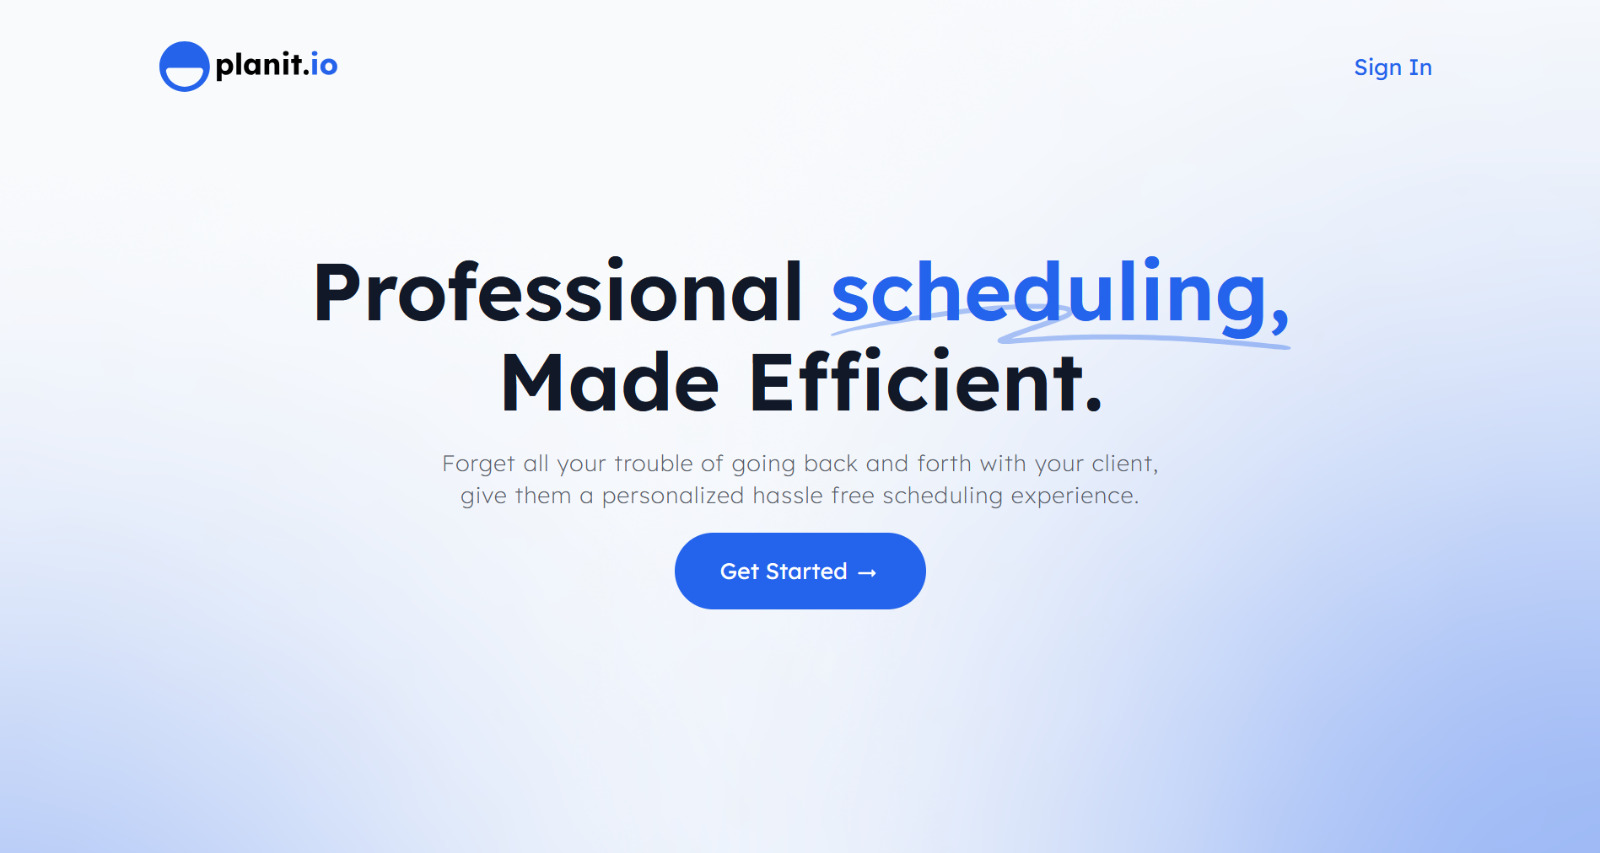 planit.io
Sign In
Professional scheduling,
Made Efficient.
Forget all your trouble of going back and forth with your client,
give them a personalized hassle free scheduling experience.
Get Started →